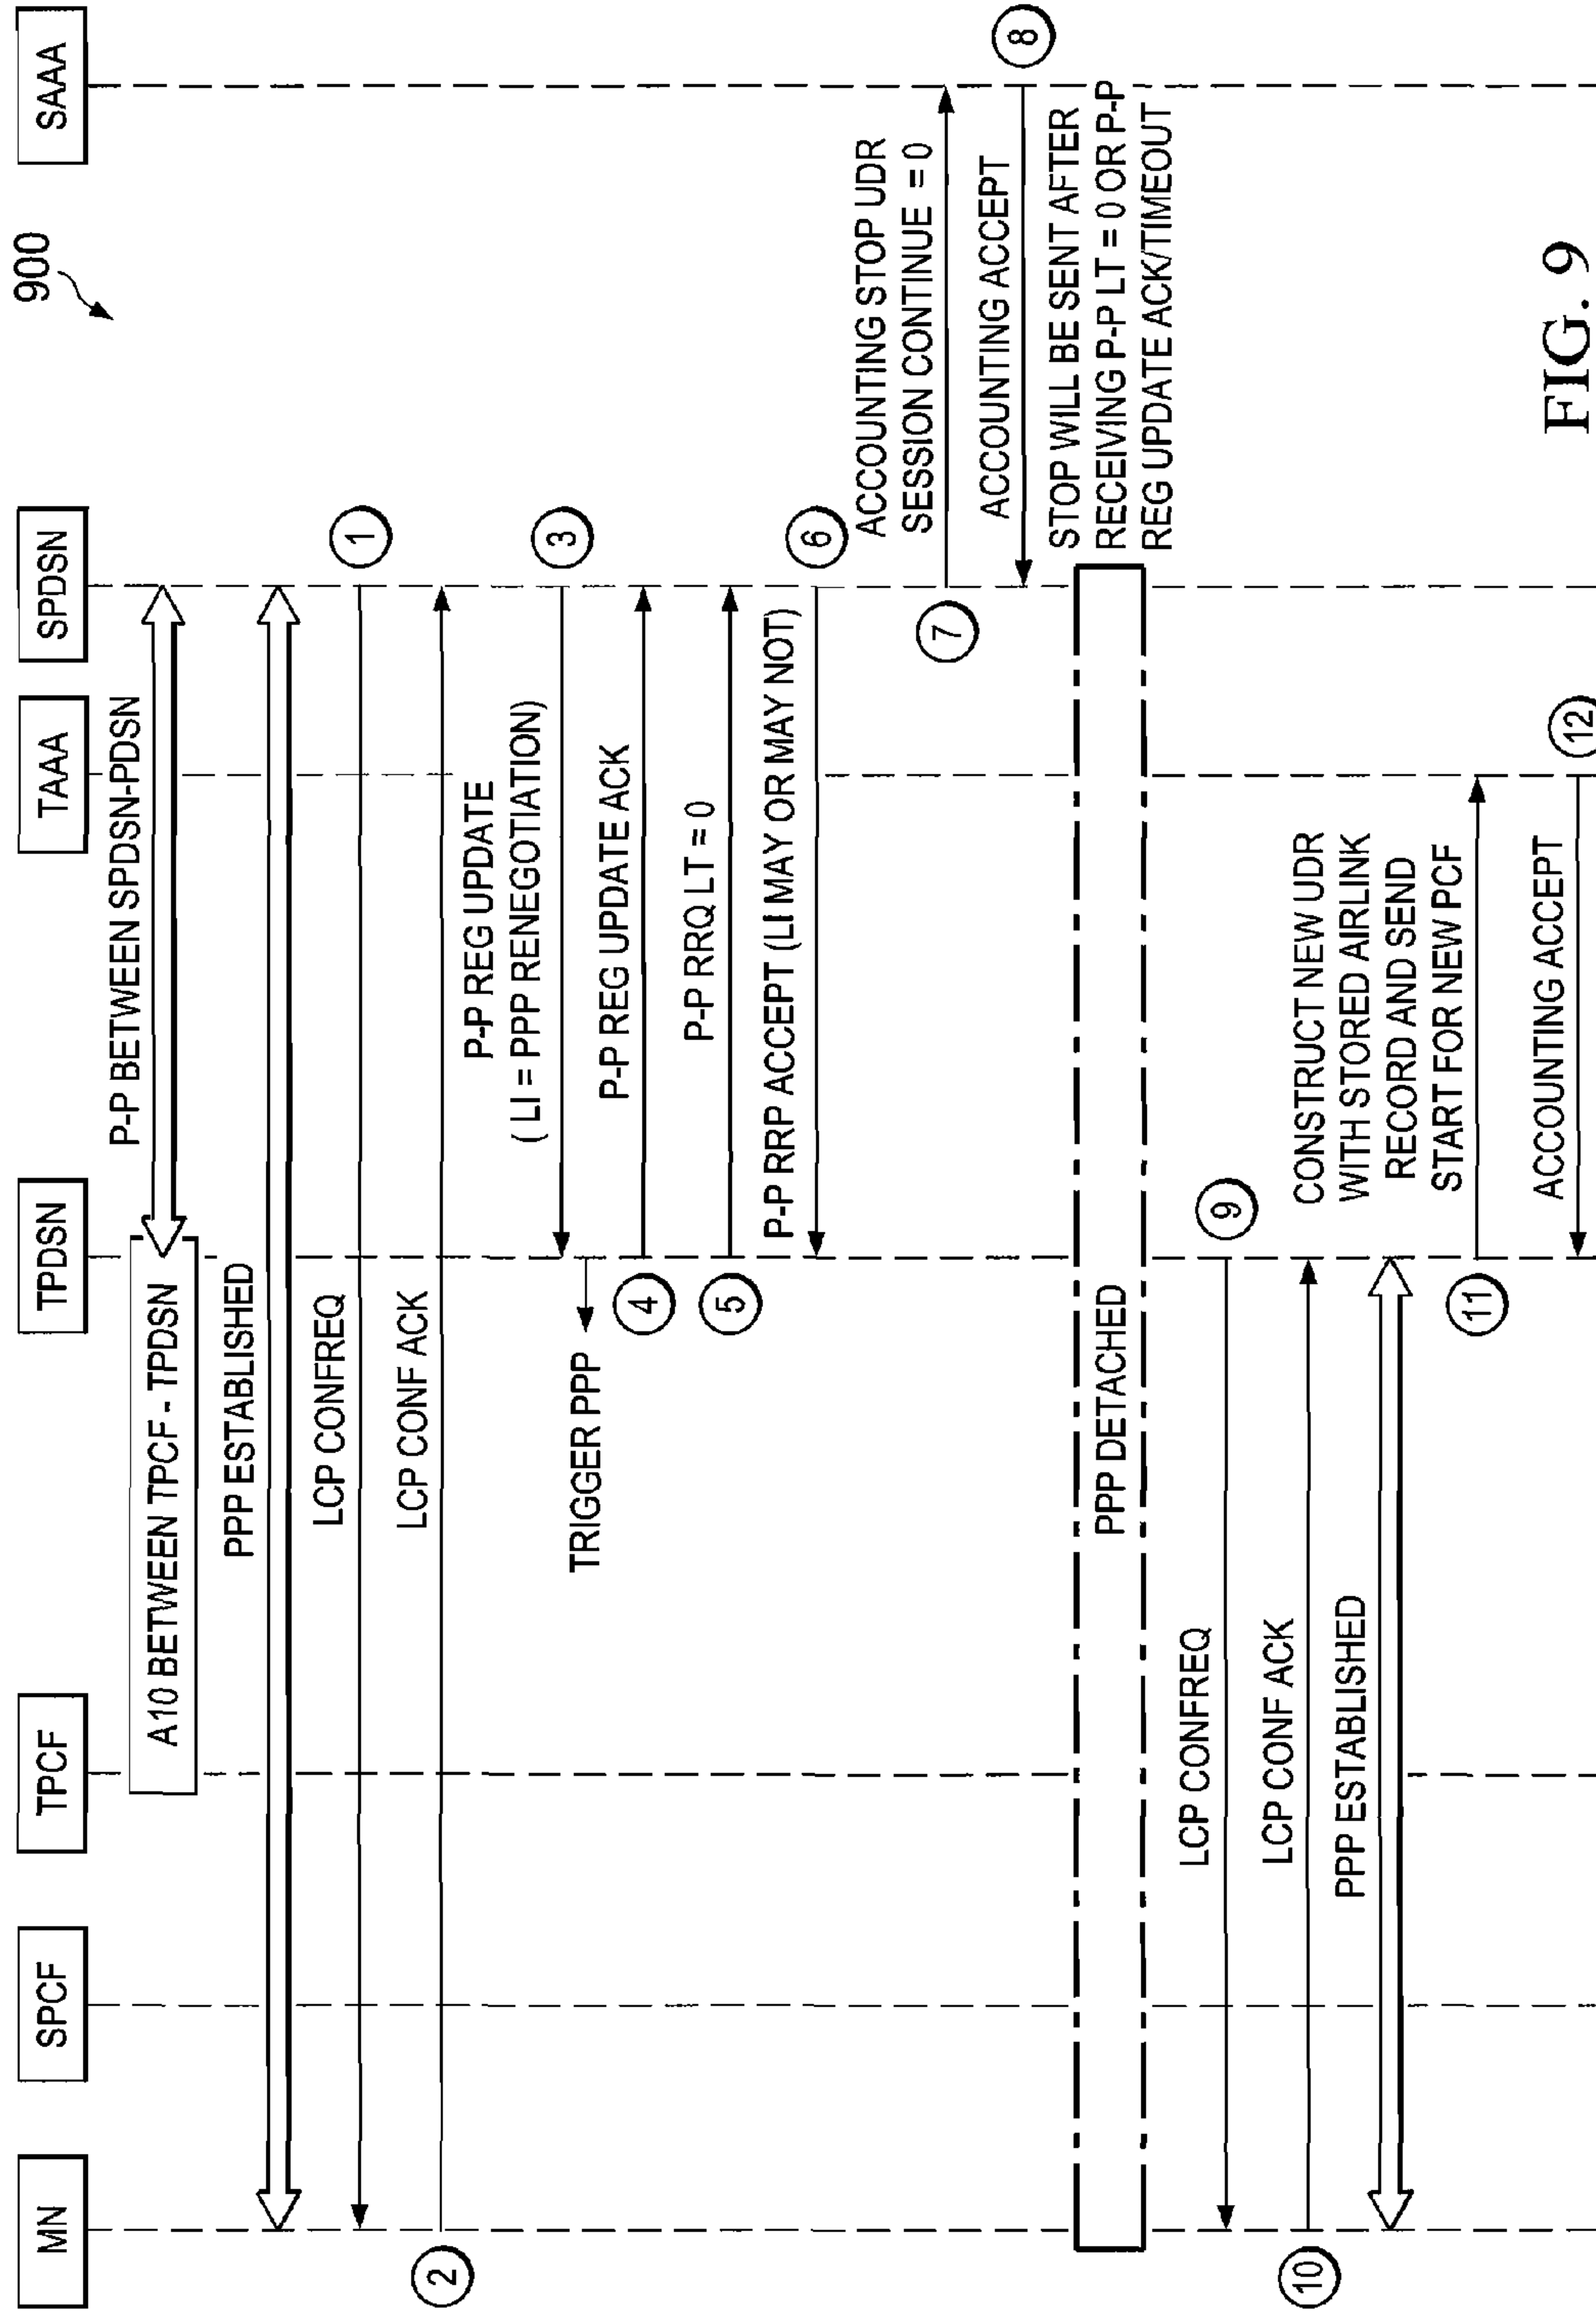 900
MN
SPCF
TPCF
TPDSN
TAAA
SPDSN
SAAA
P-P BETWEEN SPDSN-PDSN
A10 BETWEEN TPCF - TPDSN
PPP ESTABLISHED
LCP CONFREQ
1
LCP CONF ACK
2
P-P REG UPDATE
( LI = PPP RENEGOTIATION)
3
TRIGGER PPP
P-P REG UPDATE ACK
4
P-P RRQ LT = 0
5
P-P RRP ACCEPT (LI MAY OR MAY NOT)
6
ACCOUNTING STOP UDR
SESSION CONTINUE = 0
7
ACCOUNTING ACCEPT
8
STOP WILL BE SENT AFTER
RECEIVING P-P LT = 0 OR P-P
REG UPDATE ACK/TIMEOUT
PPP DETACHED
LCP CONFREQ
9
LCP CONF ACK
10
PPP ESTABLISHED
CONSTRUCT NEW UDR
WITH STORED AIRLINK
RECORD AND SEND
START FOR NEW PCF
11
ACCOUNTING ACCEPT
12
FIG. 9